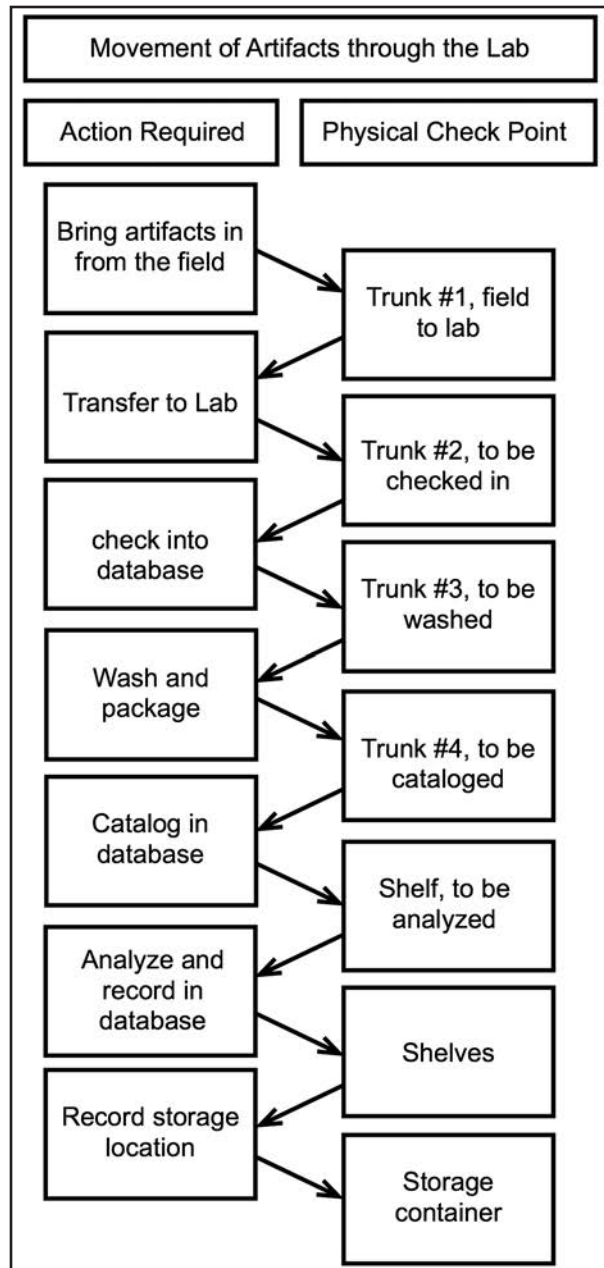 Movement of Artifacts through the Lab
Action Required
Physical Check Point
Bring artifacts in
from the field
Trunk #1, field
to lab
Transfer to Lab
Trunk #2, to be
checked in
check into
database
Trunk #3, to be
washed
Wash and
package
Trunk #4, to be
cataloged
Catalog in
database
Shelf, to be
analyzed
Analyze and
record in
database
Shelves
Record storage
location
Storage
container